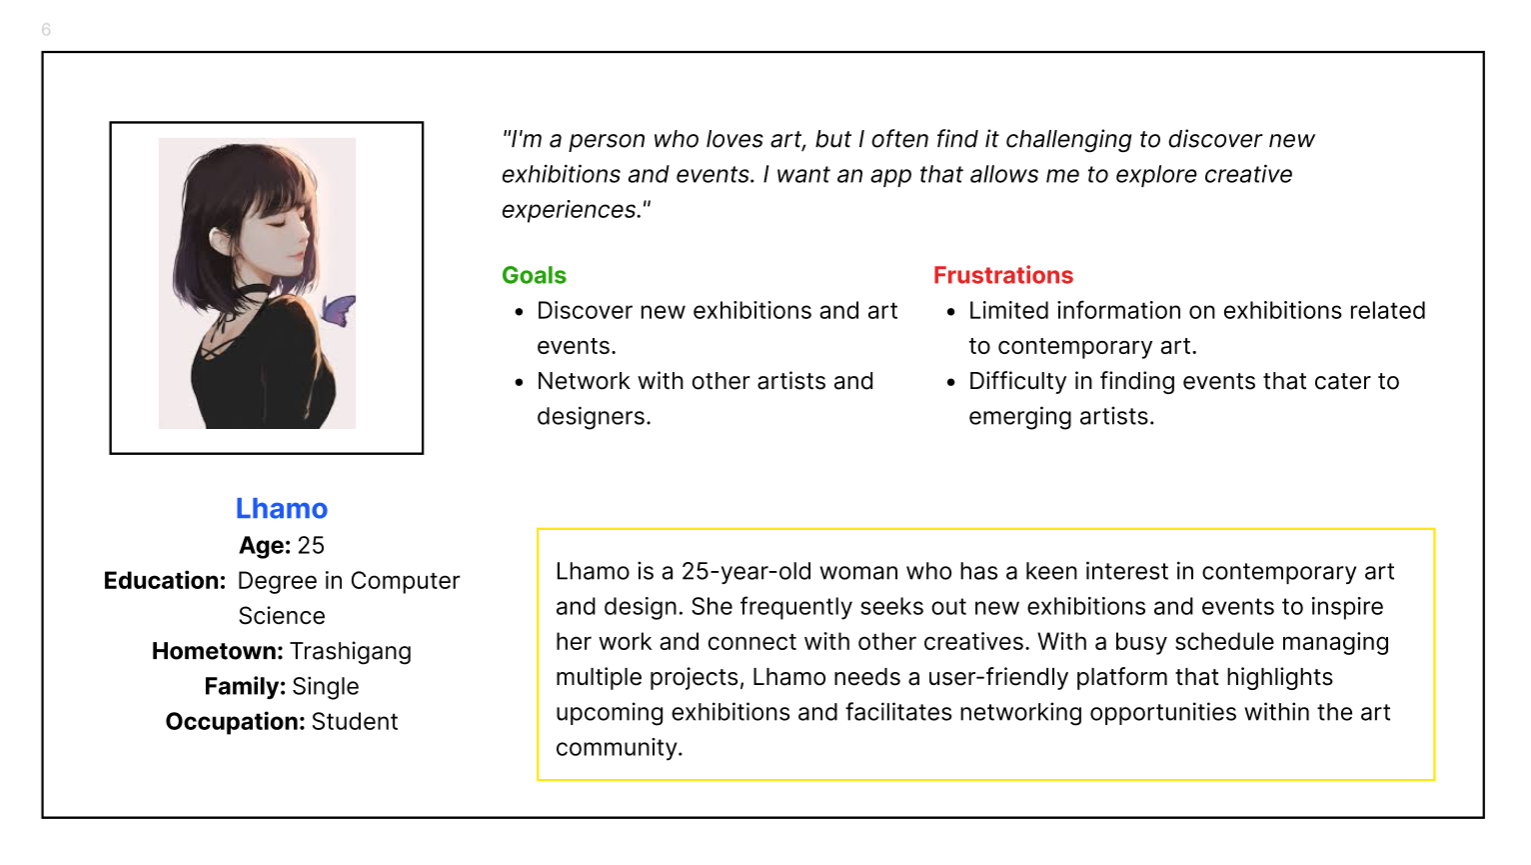 6
"I'm a person who loves art, but I often find it challenging to discover new
exhibitions and events. I want an app that allows me to explore creative
experiences."
Goals
• Discover new exhibitions and art
events.
• Network with other artists and
designers.
Frustrations
• Limited information on exhibitions related
to contemporary art.
• Difficulty in finding events that cater to
emerging artists.
Lhamo
Age: 25
Education: Degree in Computer
Science
Hometown: Trashigang
Family: Single
Occupation: Student
Lhamo is a 25-year-old woman who has a keen interest in contemporary art
and design. She frequently seeks out new exhibitions and events to inspire
her work and connect with other creatives. With a busy schedule managing
multiple projects, Lhamo needs a user-friendly platform that highlights
upcoming exhibitions and facilitates networking opportunities within the art
community.